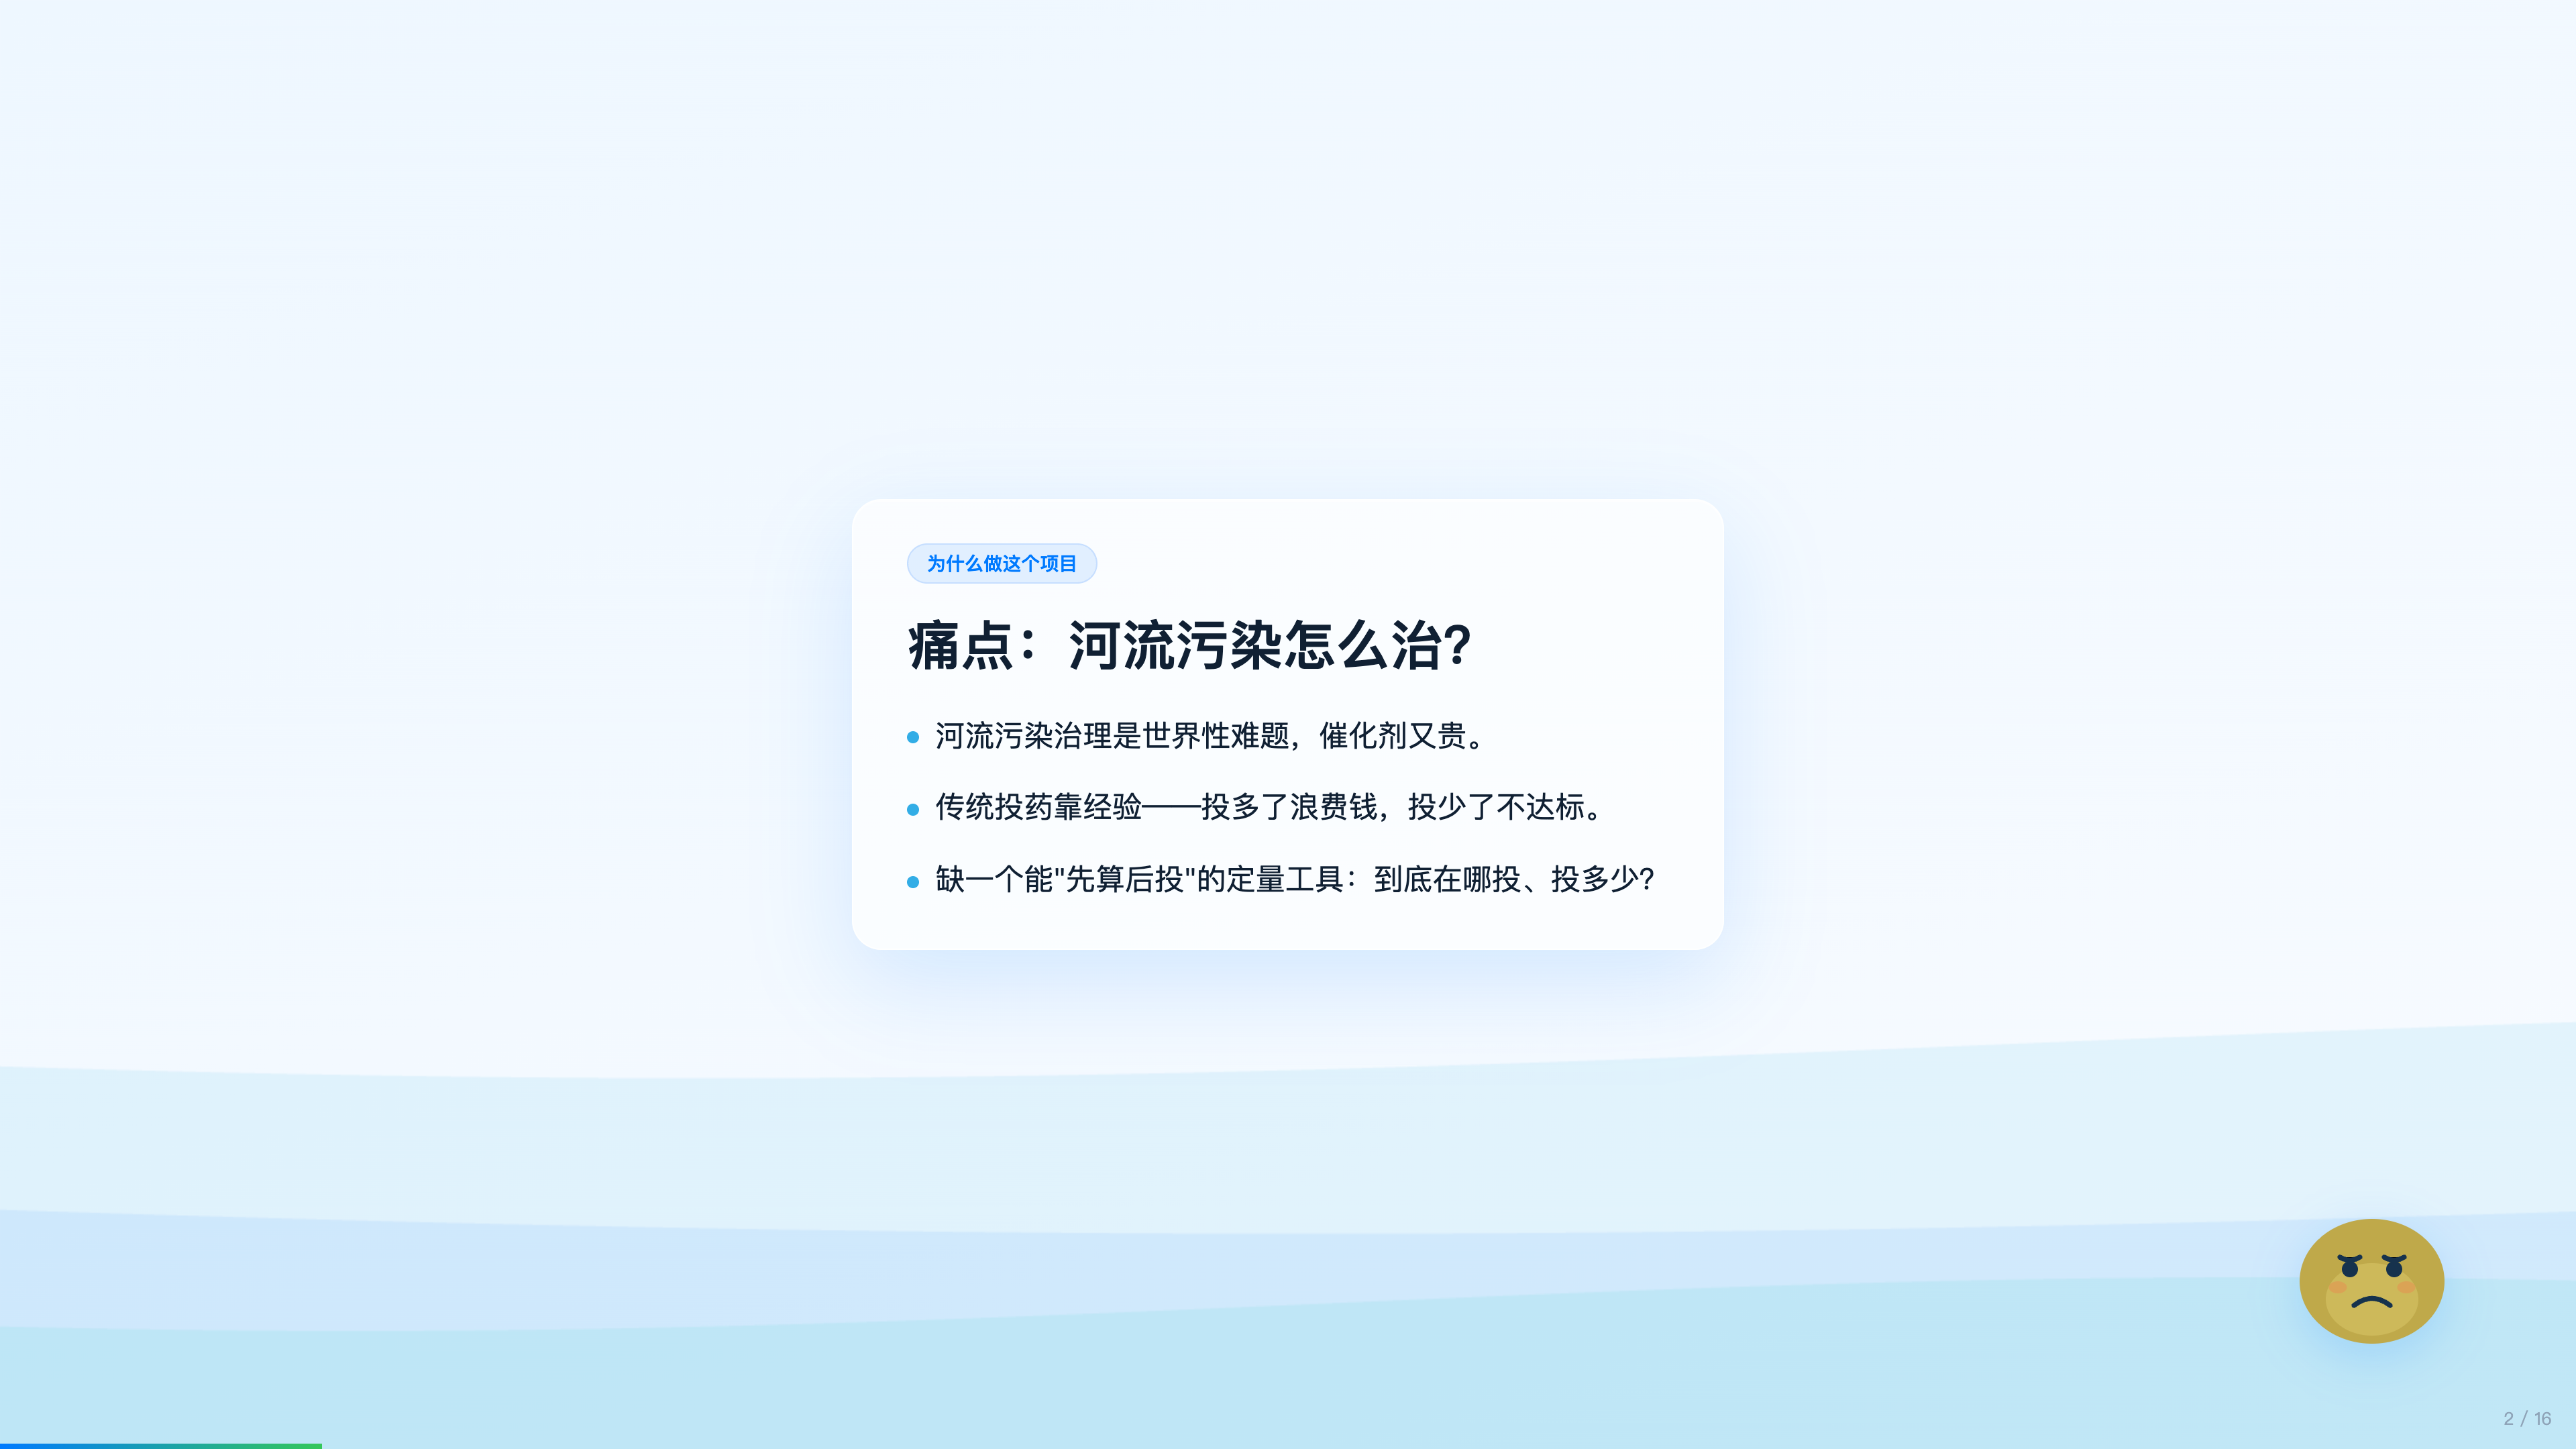 为什么做这个项目
痛点：河流污染怎么治？
河流污染治理是世界性难题，催化剂又贵。
传统投药靠经验——投多了浪费钱，投少了不达标。
缺一个能"先算后投"的定量工具：到底在哪投、投多少？
2 / 16